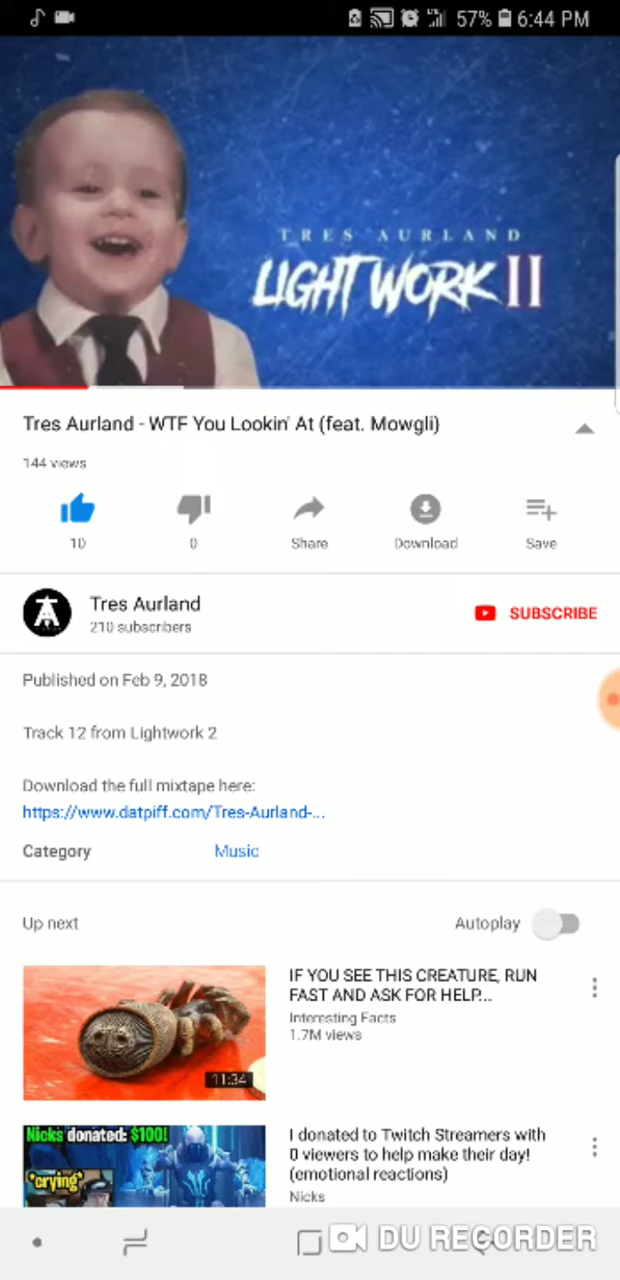 57% 6:44 PM
TRES AURLAND
LIGHTWORK II
Tres Aurland - WTF You Lookin' At (feat. Mowgli)
144 views
10
0
Share
Download
Save
Tres Aurland
210 subscribers
SUBSCRIBE
Published on Feb 9, 2018
Track 12 from Lightwork 2
Download the full mixtape here:
https://www.datpiff.com/Tres-Aurland-...
Category Music
Up next
Autoplay
IF YOU SEE THIS CREATURE, RUN
FAST AND ASK FOR HELP...
Interesting Facts
1.7M views
11:34
Nicks donated: $100!
*crying*
I donated to Twitch Streamers with
0 viewers to help make their day!
(emotional reactions)
Nicks
DU RECORDER